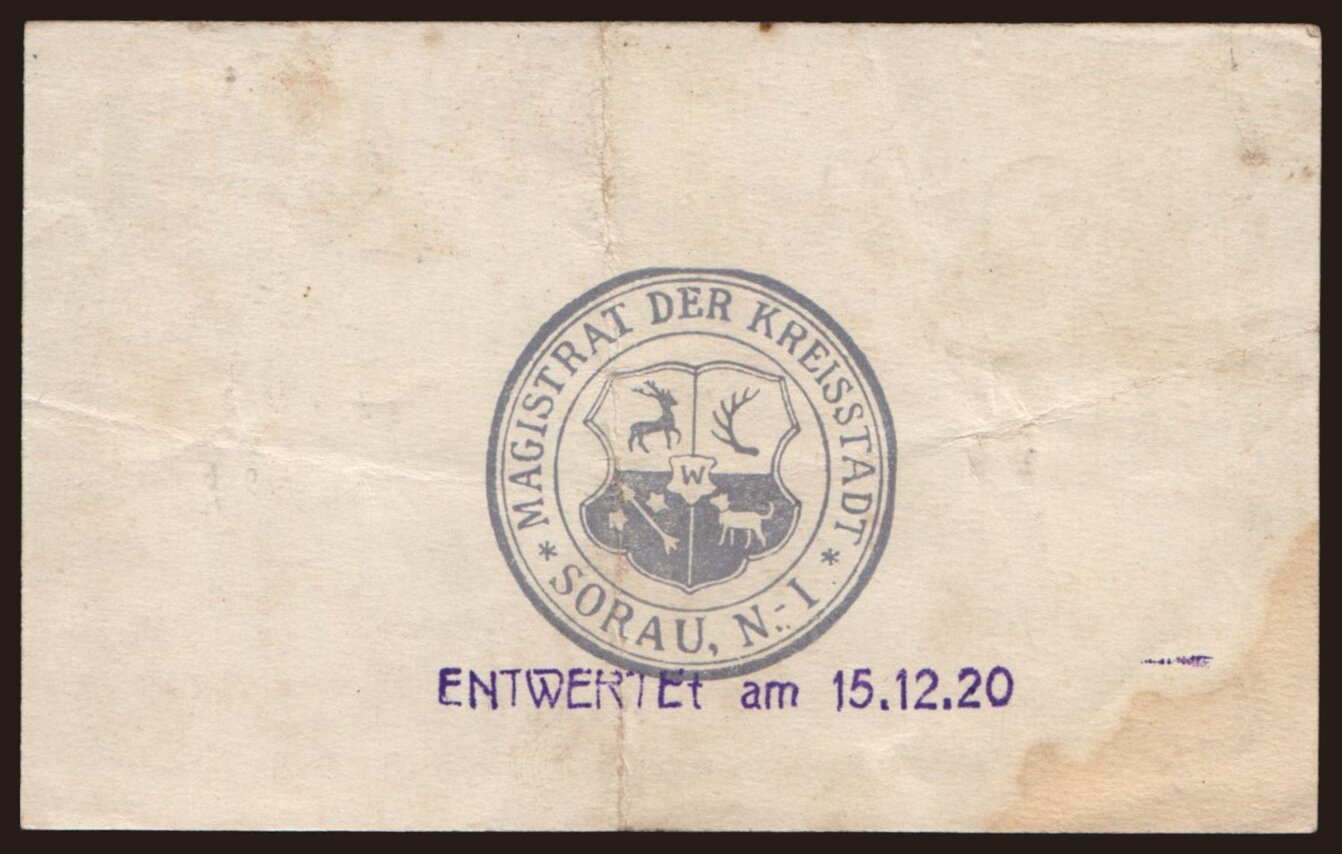 * MAGISTRAT DER KREISSTADT *
W
SORAU, N.-I.
ENTWERTEt am 15.12.20